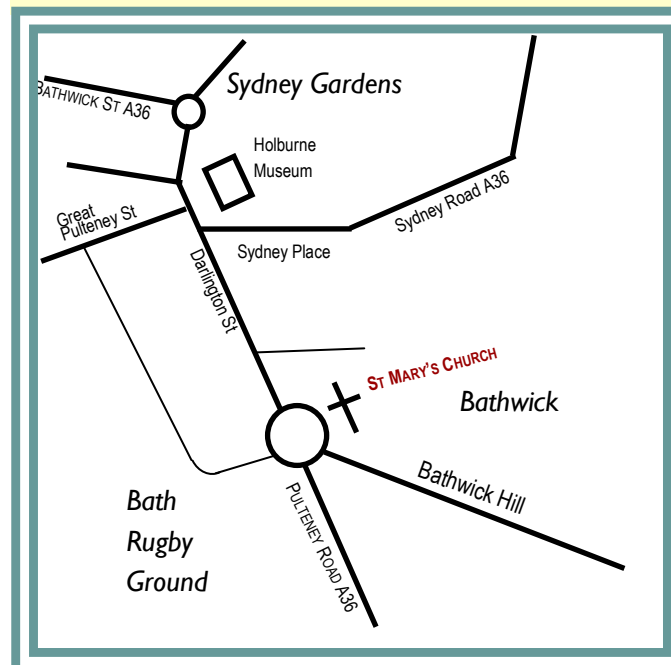 Sydney Gardens
BATHWICK ST A36
Holburne
Museum
Great
Pulteney St
Sydney Road A36
Sydney Place
Darlington St
ST MARY'S CHURCH
Bathwick
Bathwick Hill
Bath
Rugby
Ground
PULTENEY ROAD A36